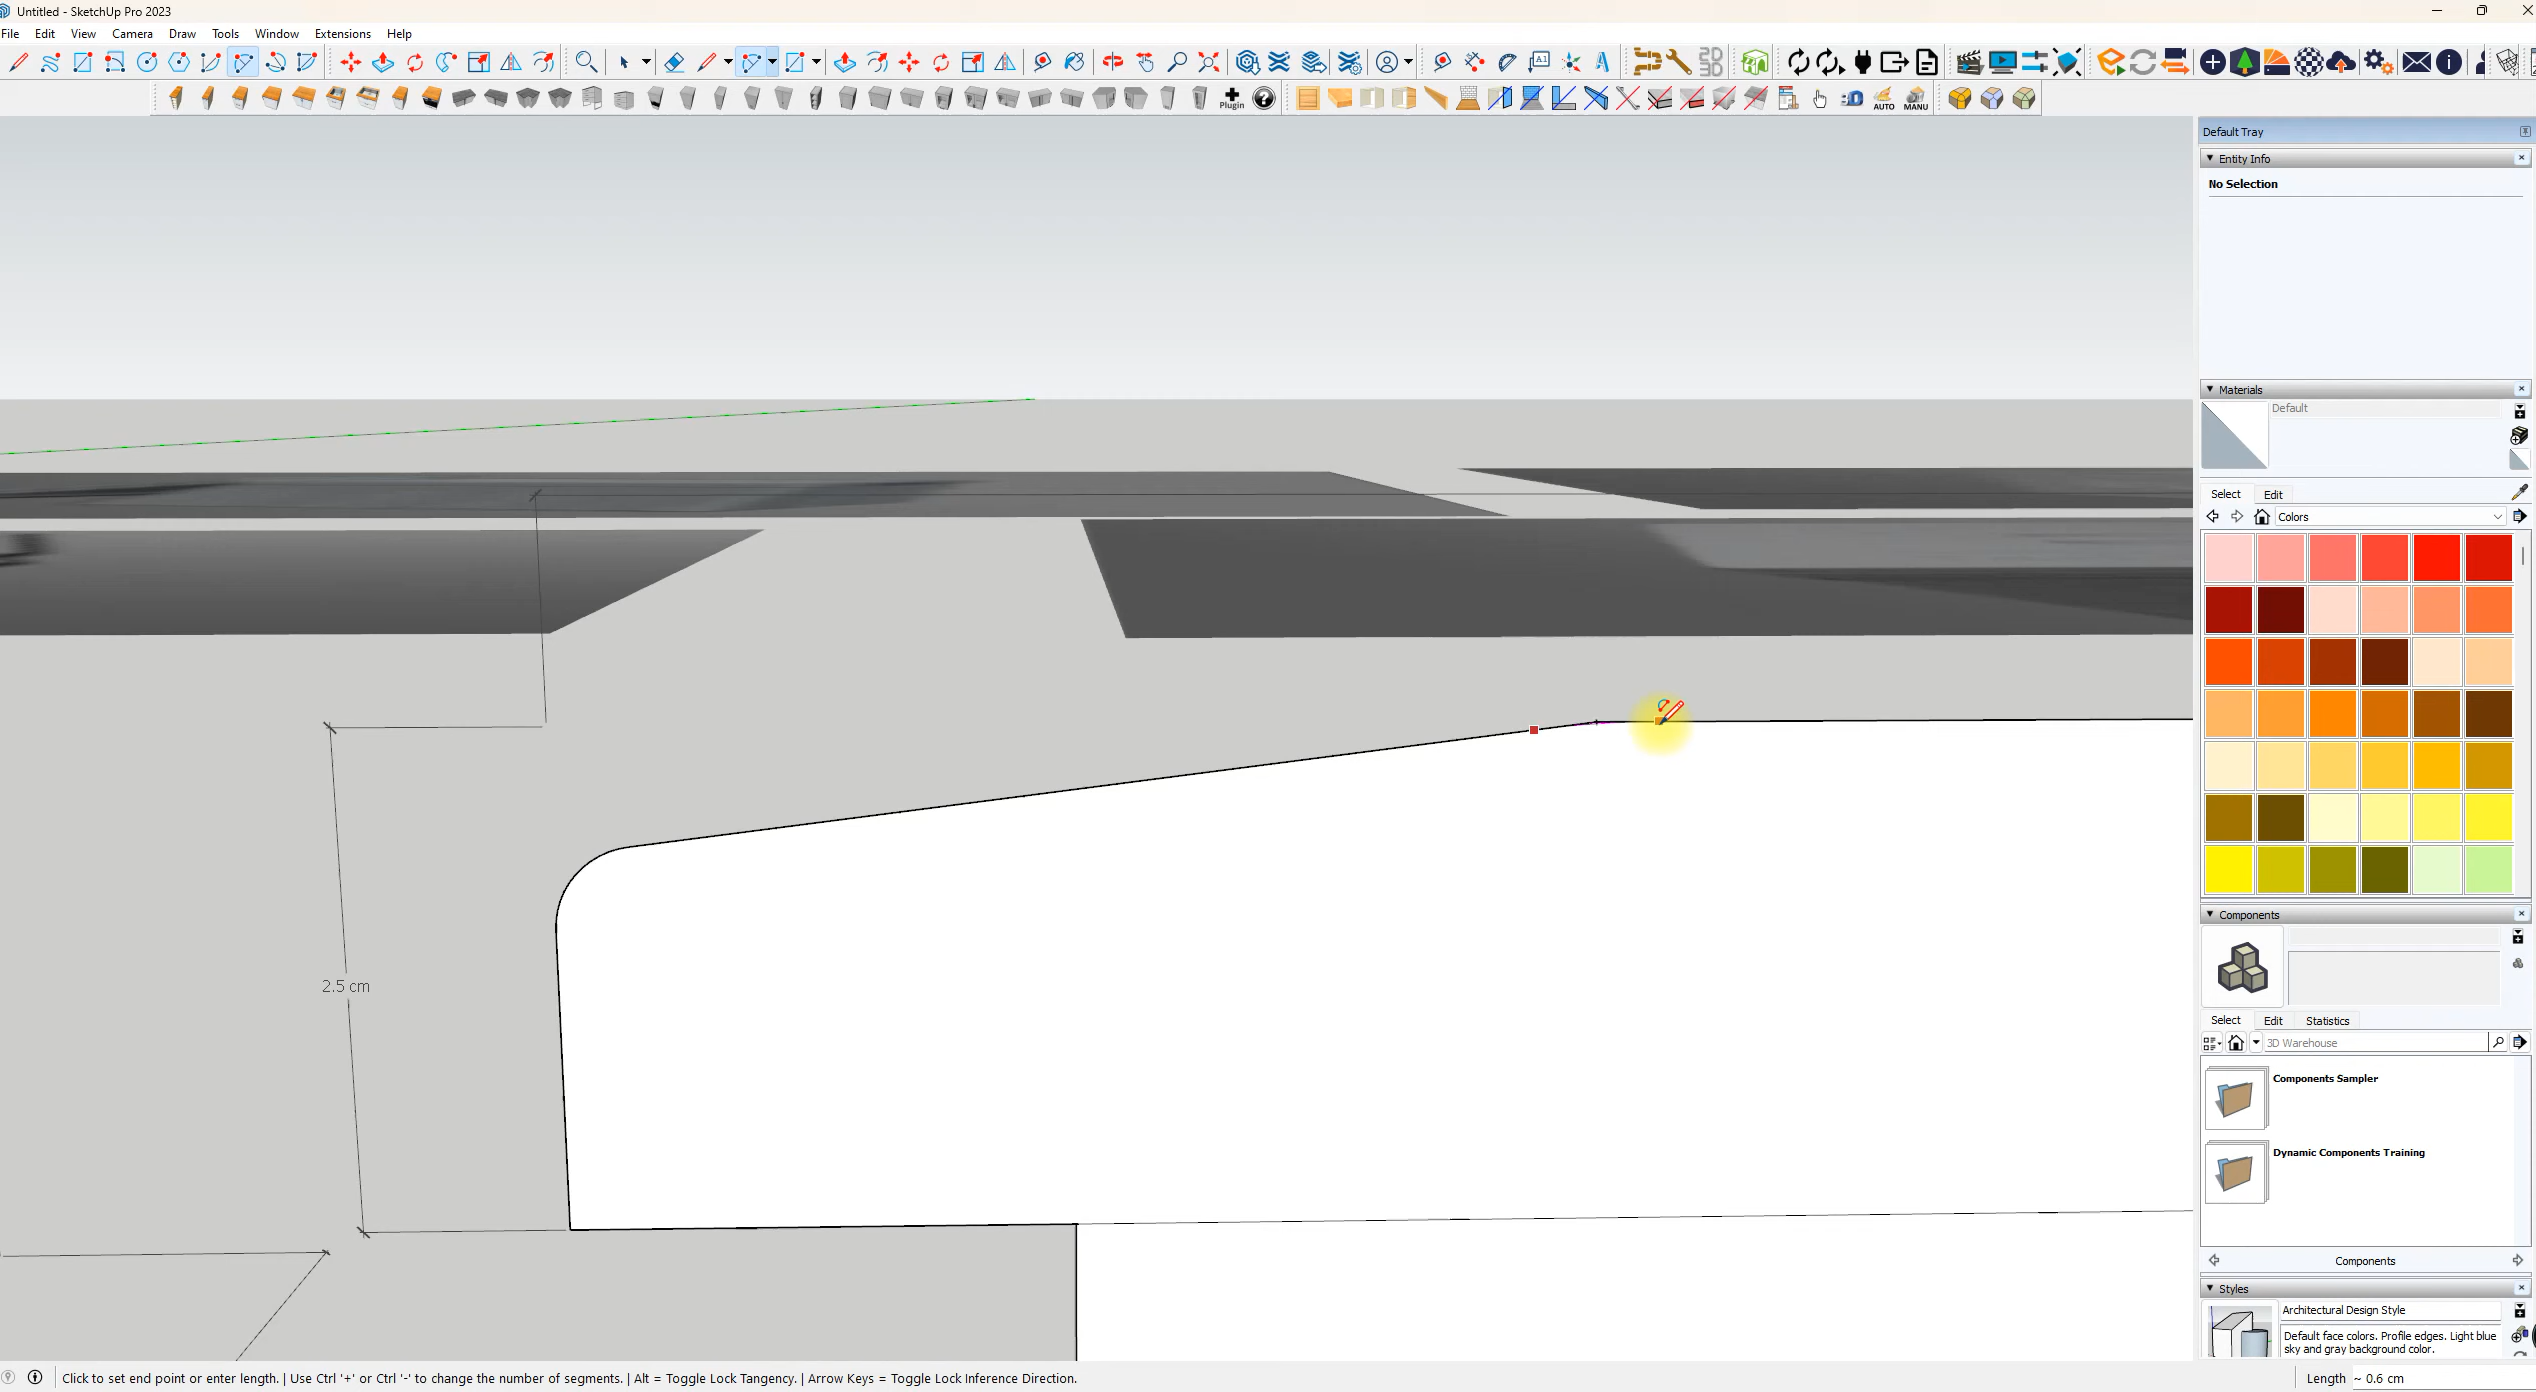 Untitled - SketchUp Pro 2023
File Edit View Camera Draw Tools Window Extensions Help
A1
2D
3D
Plugin
AUTO
MANU
Default Tray
Entity Info
No Selection
Materials
Default
Select Edit
Colors
2.5 cm
Components
Select Edit Statistics
3D Warehouse
Components Sampler
Dynamic Components Training
Components
Styles
Architectural Design Style
Default face colors. Profile edges. Light blue
sky and gray background color.
Click to set end point or enter length. | Use Ctrl '+' or Ctrl '-' to change the number of segments. | Alt = Toggle Lock Tangency. | Arrow Keys = Toggle Lock Inference Direction.
Length ~ 0.6 cm